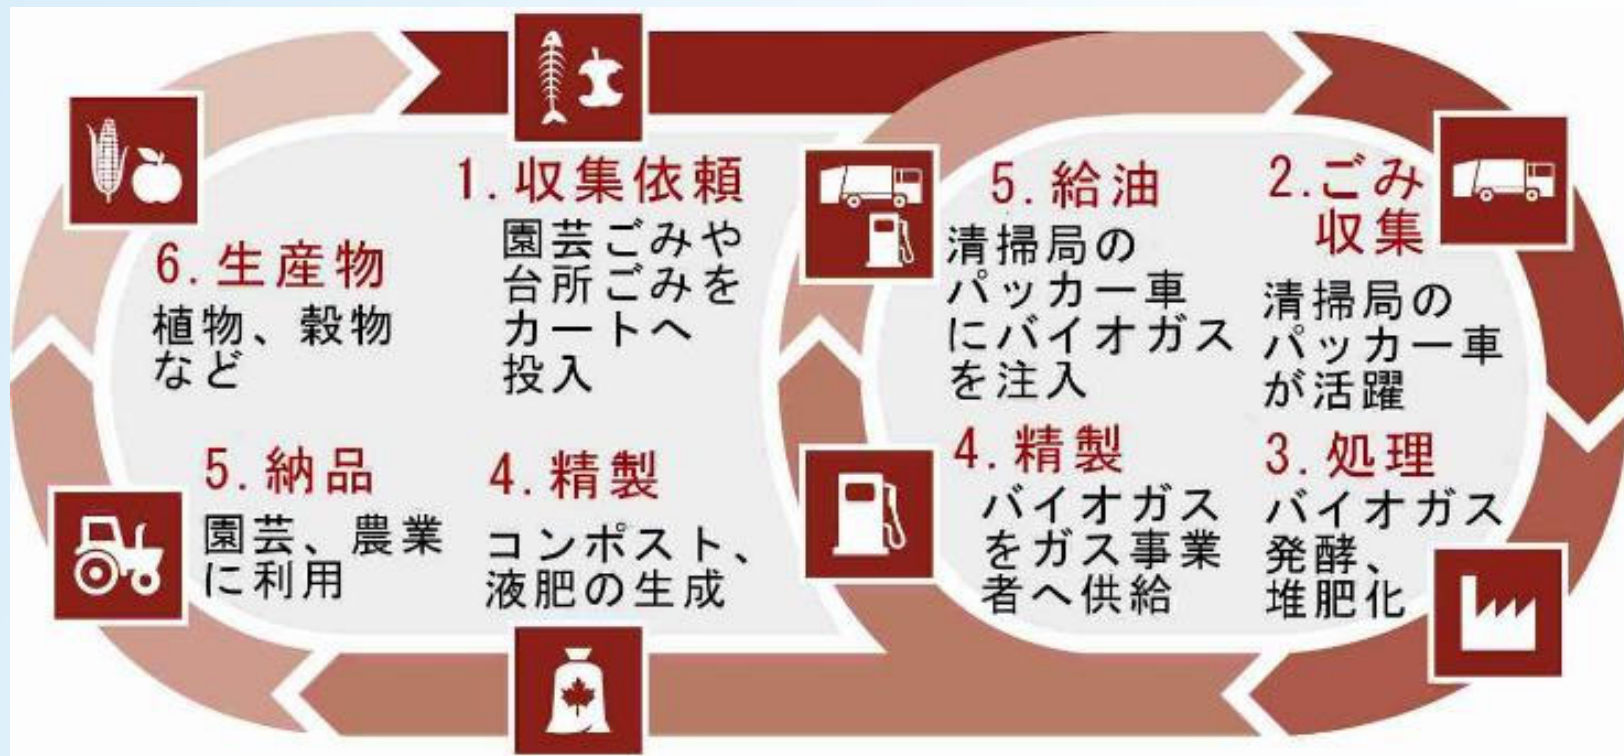 1.収集依頼
園芸ごみや
台所ごみを
カートへ
投入
2.ごみ
収集
清掃局の
パッカー車
が活躍
3.処理
バイオガス
発酵、
堆肥化
4.精製
バイオガス
をガス事業
者へ供給
5.給油
清掃局の
パッカー車
にバイオガス
を注入
4.精製
コンポスト、
液肥の生成
5.納品
園芸、農業
に利用
6.生産物
植物、穀物
など